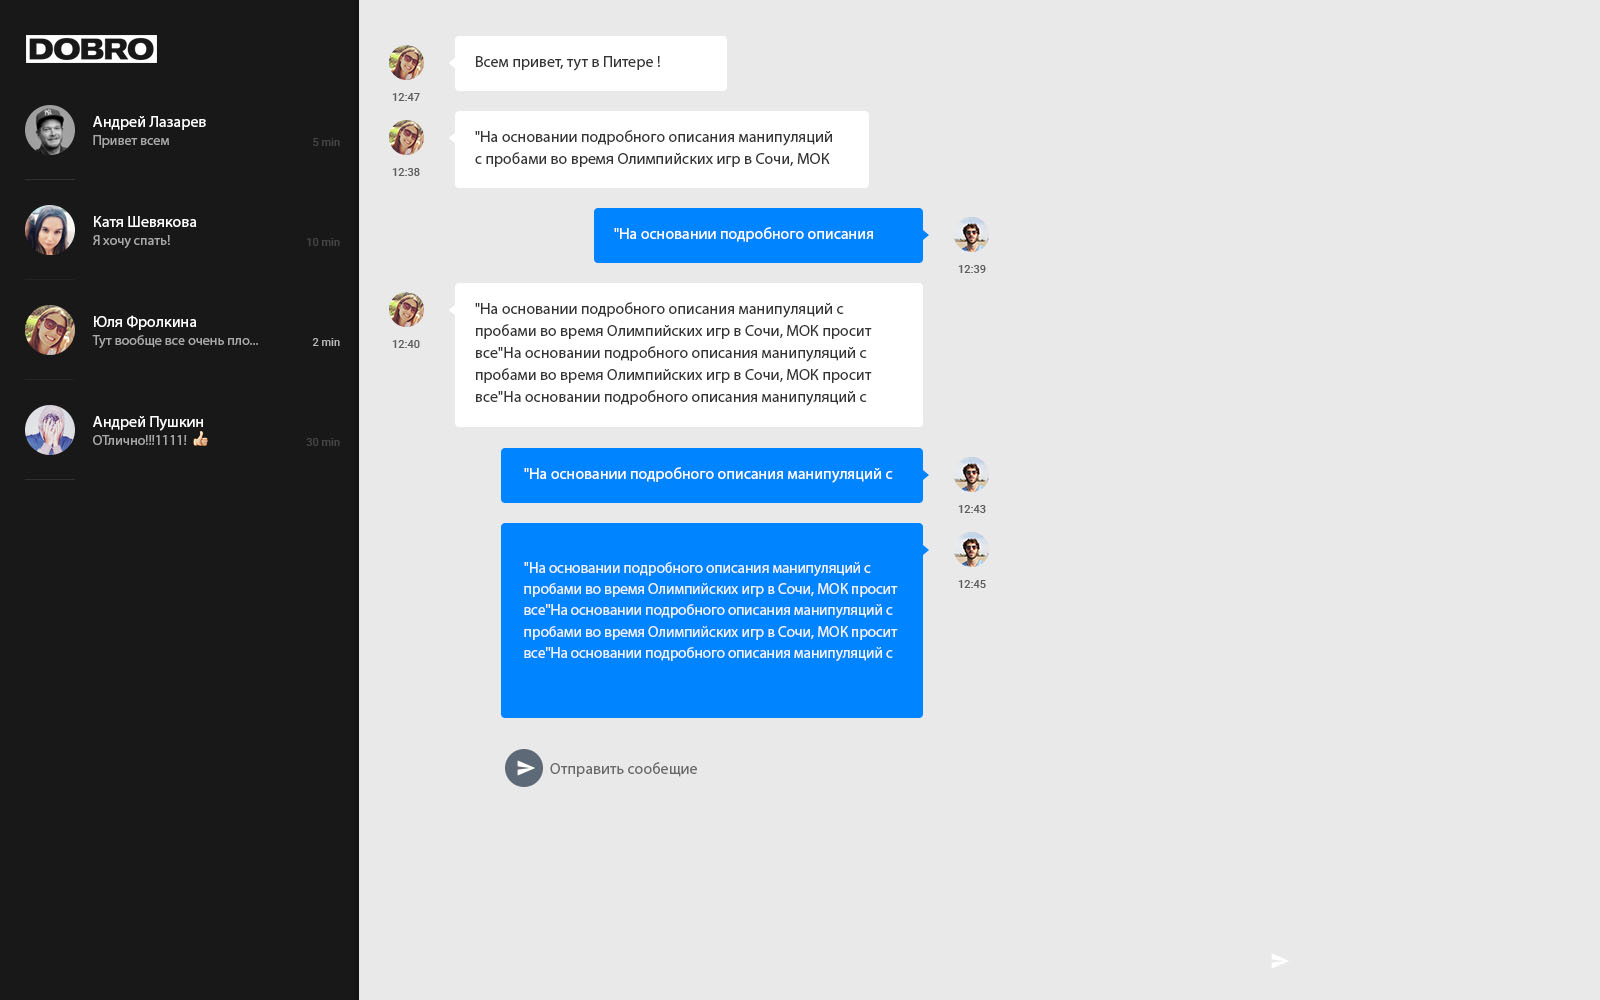 DOBRO
Андрей Лазарев
Привет всем
5 min
Катя Шевякова
Я хочу спать!
10 min
Юля Фролкина
Тут вообще все очень пло...
2 min
Андрей Пушкин
ОТлично!!!1111! 👍
30 min
Всем привет, тут в Питере !
12:47
"На основании подробного описания манипуляций
с пробами во время Олимпийских игр в Сочи, МОК
12:38
"На основании подробного описания
12:39
"На основании подробного описания манипуляций с
пробами во время Олимпийских игр в Сочи, МОК просит
все"На основании подробного описания манипуляций с
пробами во время Олимпийских игр в Сочи, МОК просит
все"На основании подробного описания манипуляций с
12:40
"На основании подробного описания манипуляций с
12:43
"На основании подробного описания манипуляций с
пробами во время Олимпийских игр в Сочи, МОК просит
все"На основании подробного описания манипуляций с
пробами во время Олимпийских игр в Сочи, МОК просит
все"На основании подробного описания манипуляций с
12:45
Отправить сообещие